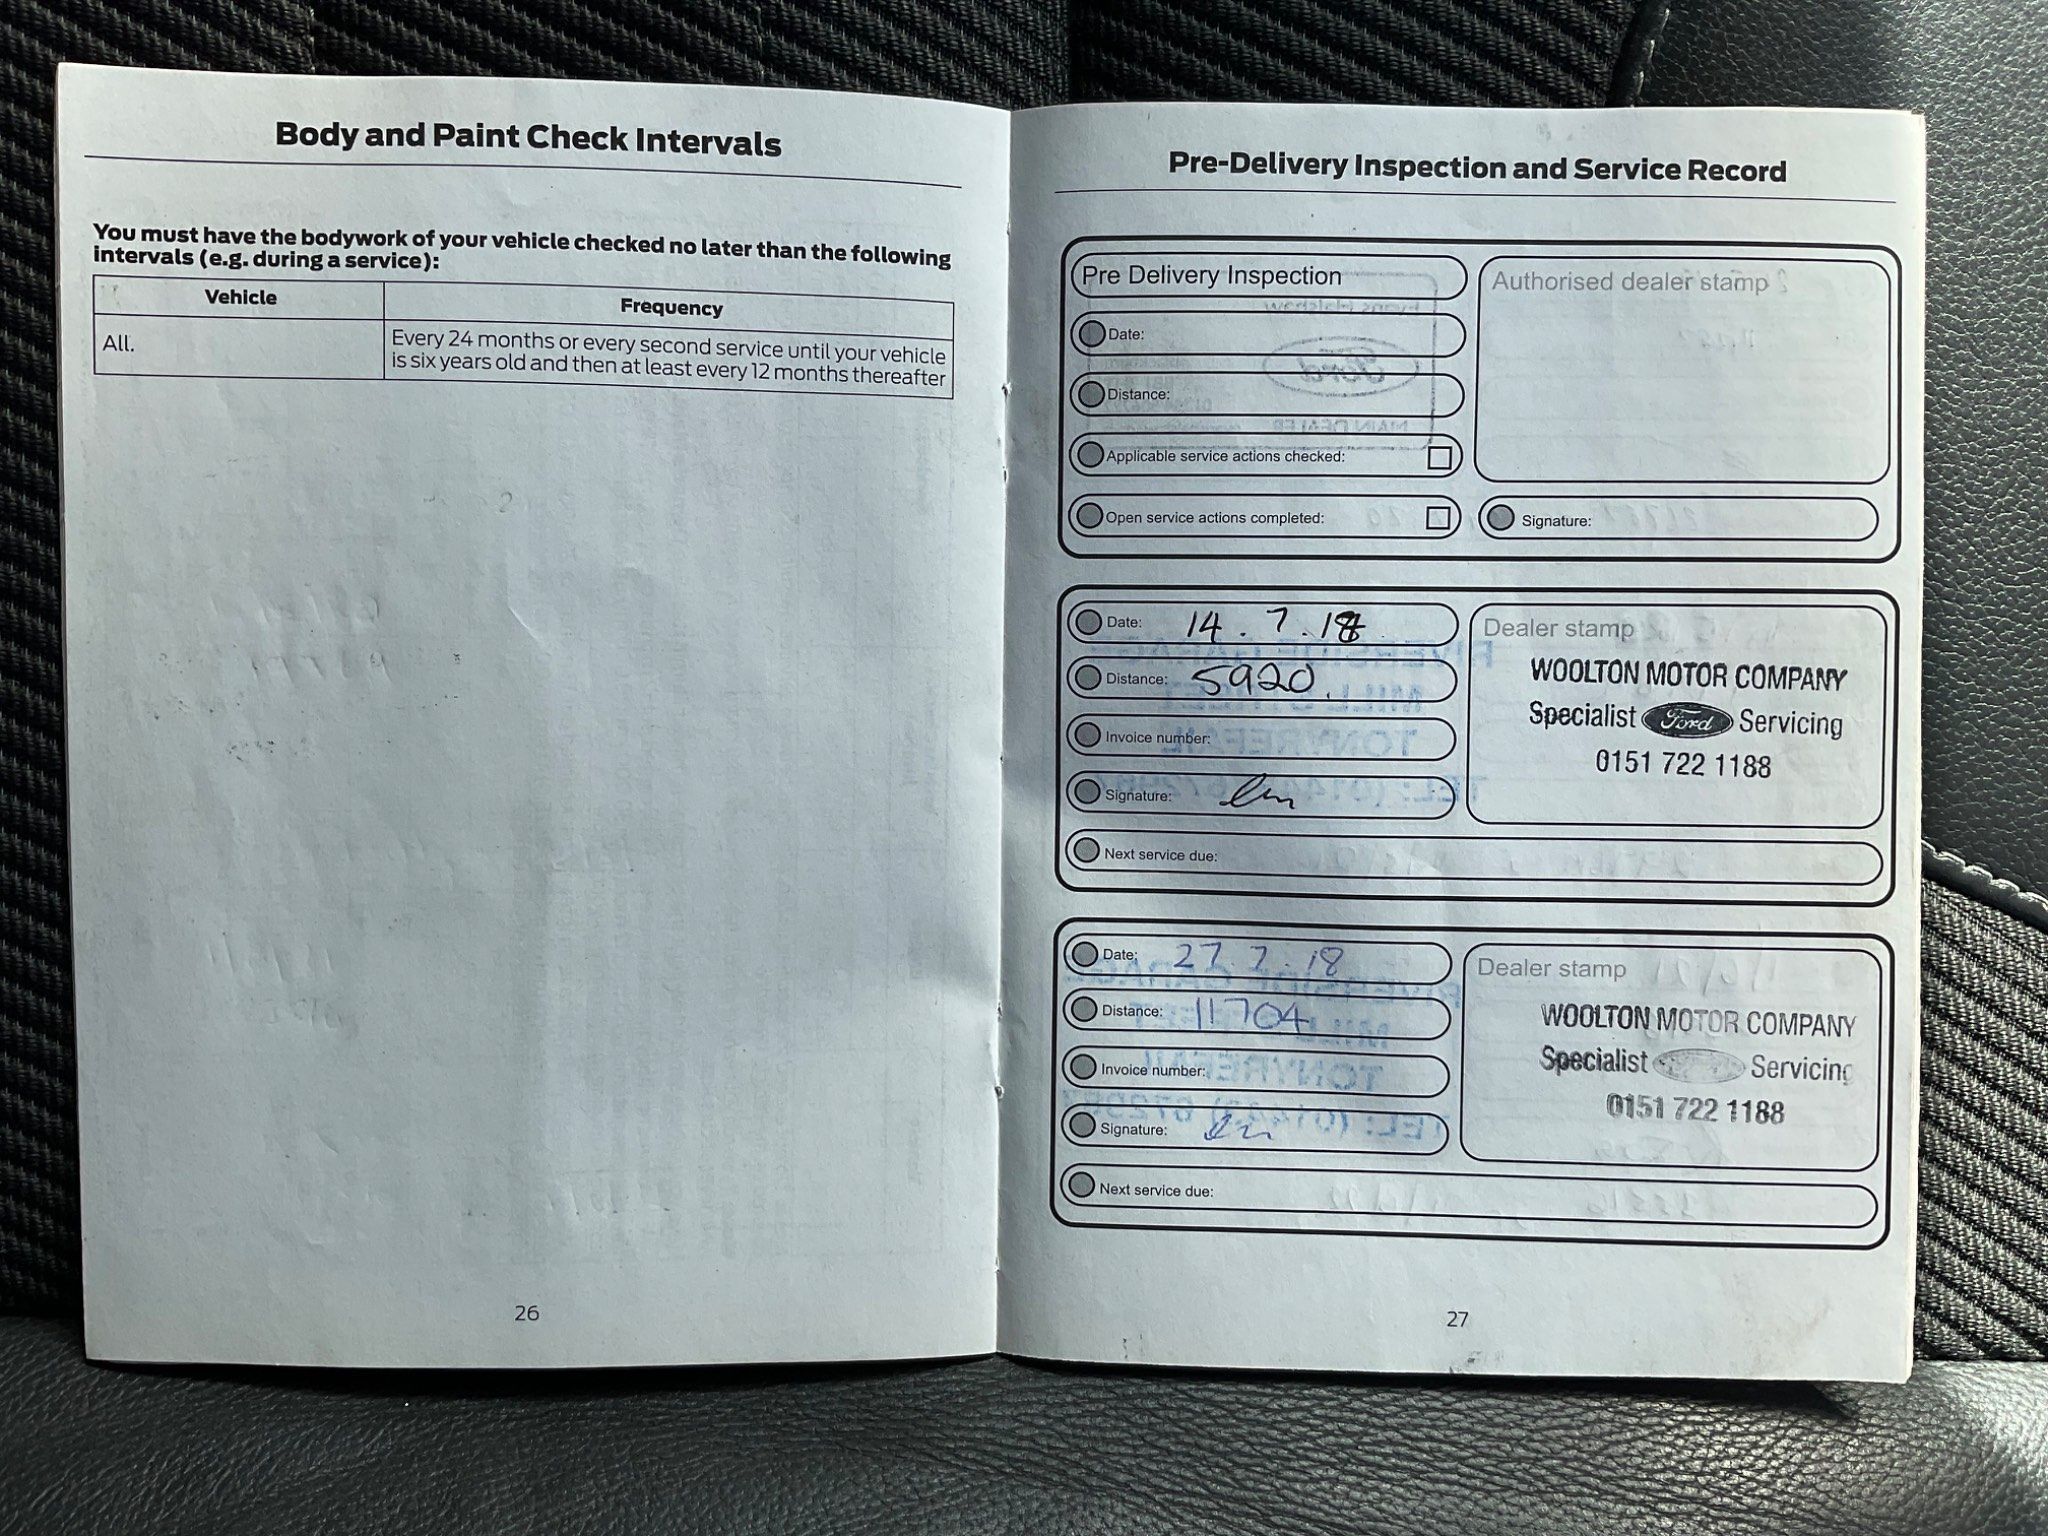 Body and Paint Check Intervals
You must have the bodywork of your vehicle checked no later than the following
intervals (e.g. during a service):
Vehicle
Frequency
All.
Every 24 months or every second service until your vehicle
is six years old and then at least every 12 months thereafter
26
Pre-Delivery Inspection and Service Record
Pre Delivery Inspection
Authorised dealer stamp
Date:
Distance:
Applicable service actions checked:
Open service actions completed:
Signature:
Date: 14.7.
Distance: 5920
Invoice number:
Signature:
Next service due:
Dealer stamp
WOOLTON MOTOR COMPANY
Specialist Ford Servicing
0151 722 1188
Date: 27.7.18
Distance: 11704
Invoice number:
Signature:
Next service due:
Dealer stamp
WOOLTON MOTOR COMPANY
Specialist Servicing
0151 722 1188
27